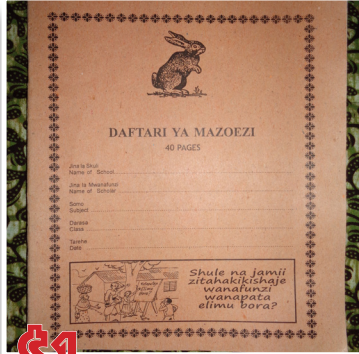 DAFTARI YA MAZOEZI
40 PAGES
Jina la Skuli
Name of School
Jina la Mwanafunzi
Name of Scholar
Somo
Subject
Darasa
Class
Tarehe
Date
Shule na jamii
zitahakikishaje
wanafunzi
wanapata
elimu bora?